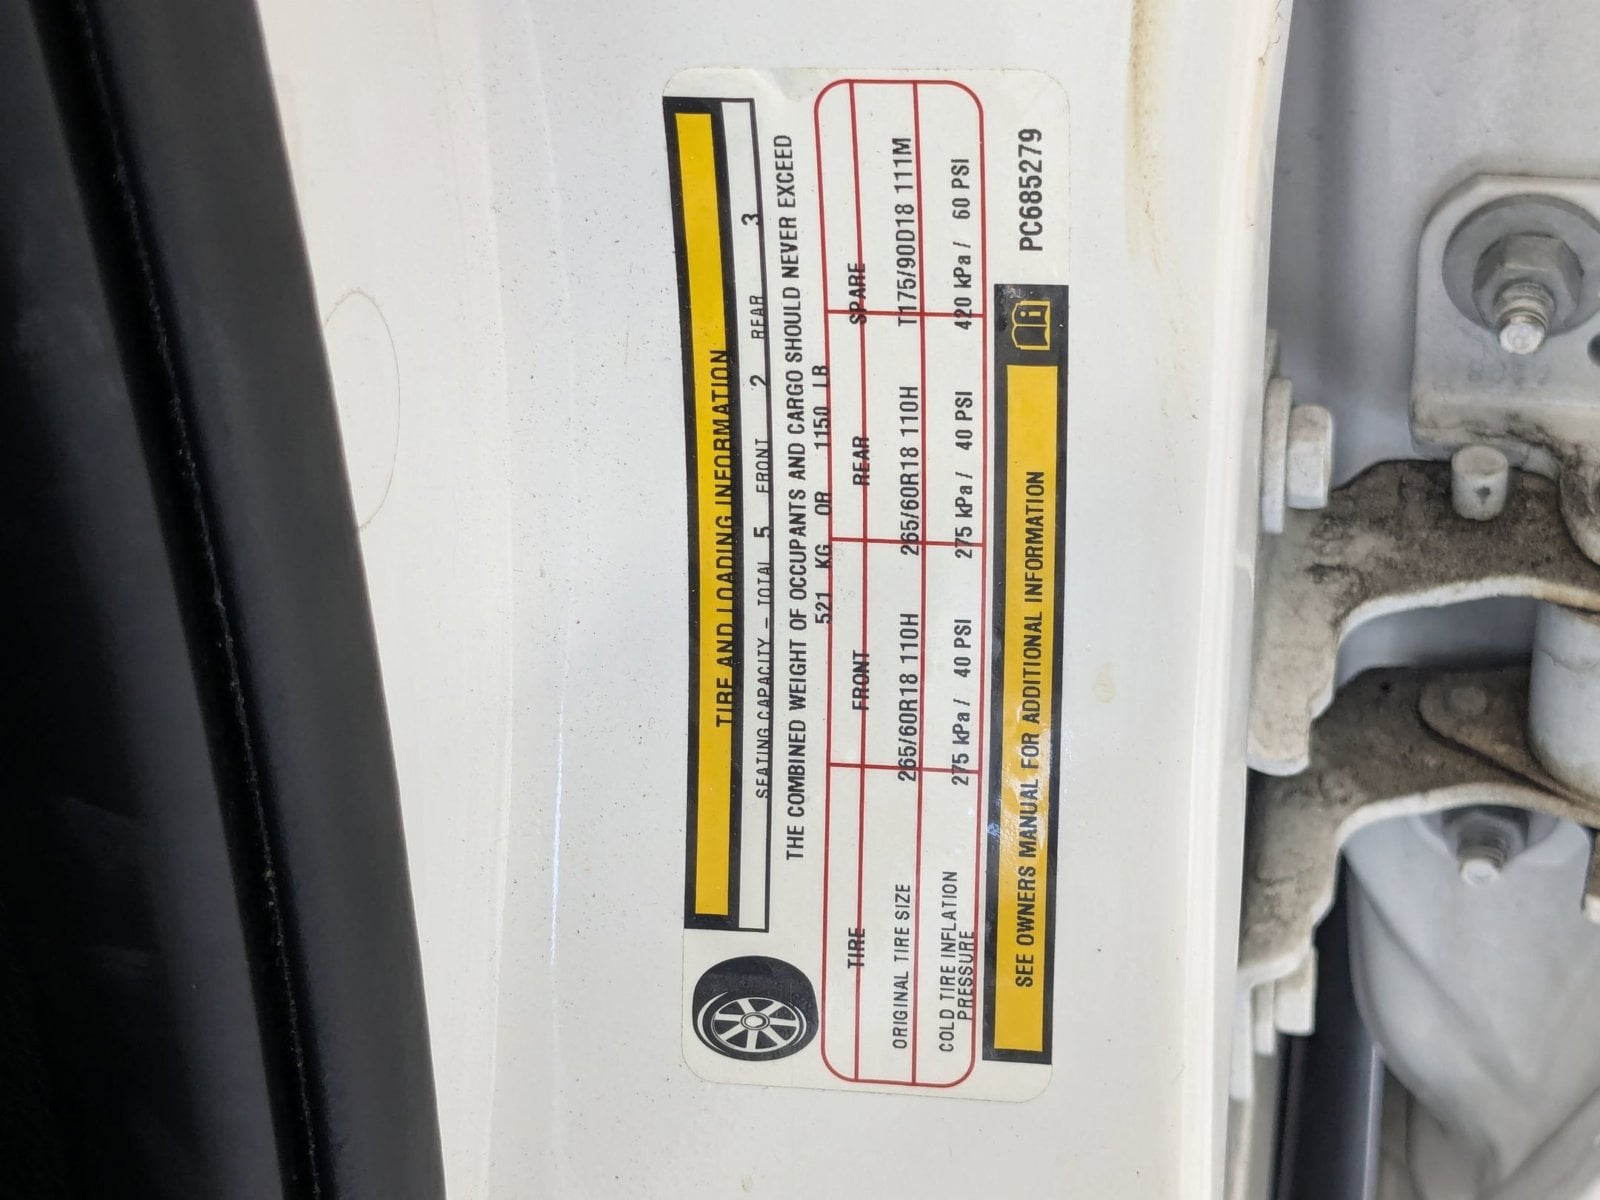 TIRE AND LOADING INFORMATION
SEATING CAPACITY – TOTAL 5 FRONT 2 REAR 3
THE COMBINED WEIGHT OF OCCUPANTS AND CARGO SHOULD NEVER EXCEED
521 KG OR 1150 LB
TIRE FRONT REAR SPARE
ORIGINAL TIRE SIZE 265/60R18 110H 265/60R18 110H T175/90D18 111M
COLD TIRE INFLATION PRESSURE 275 kPa / 40 PSI 275 kPa / 40 PSI 420 kPa / 60 PSI
SEE OWNERS MANUAL FOR ADDITIONAL INFORMATION
PC685279